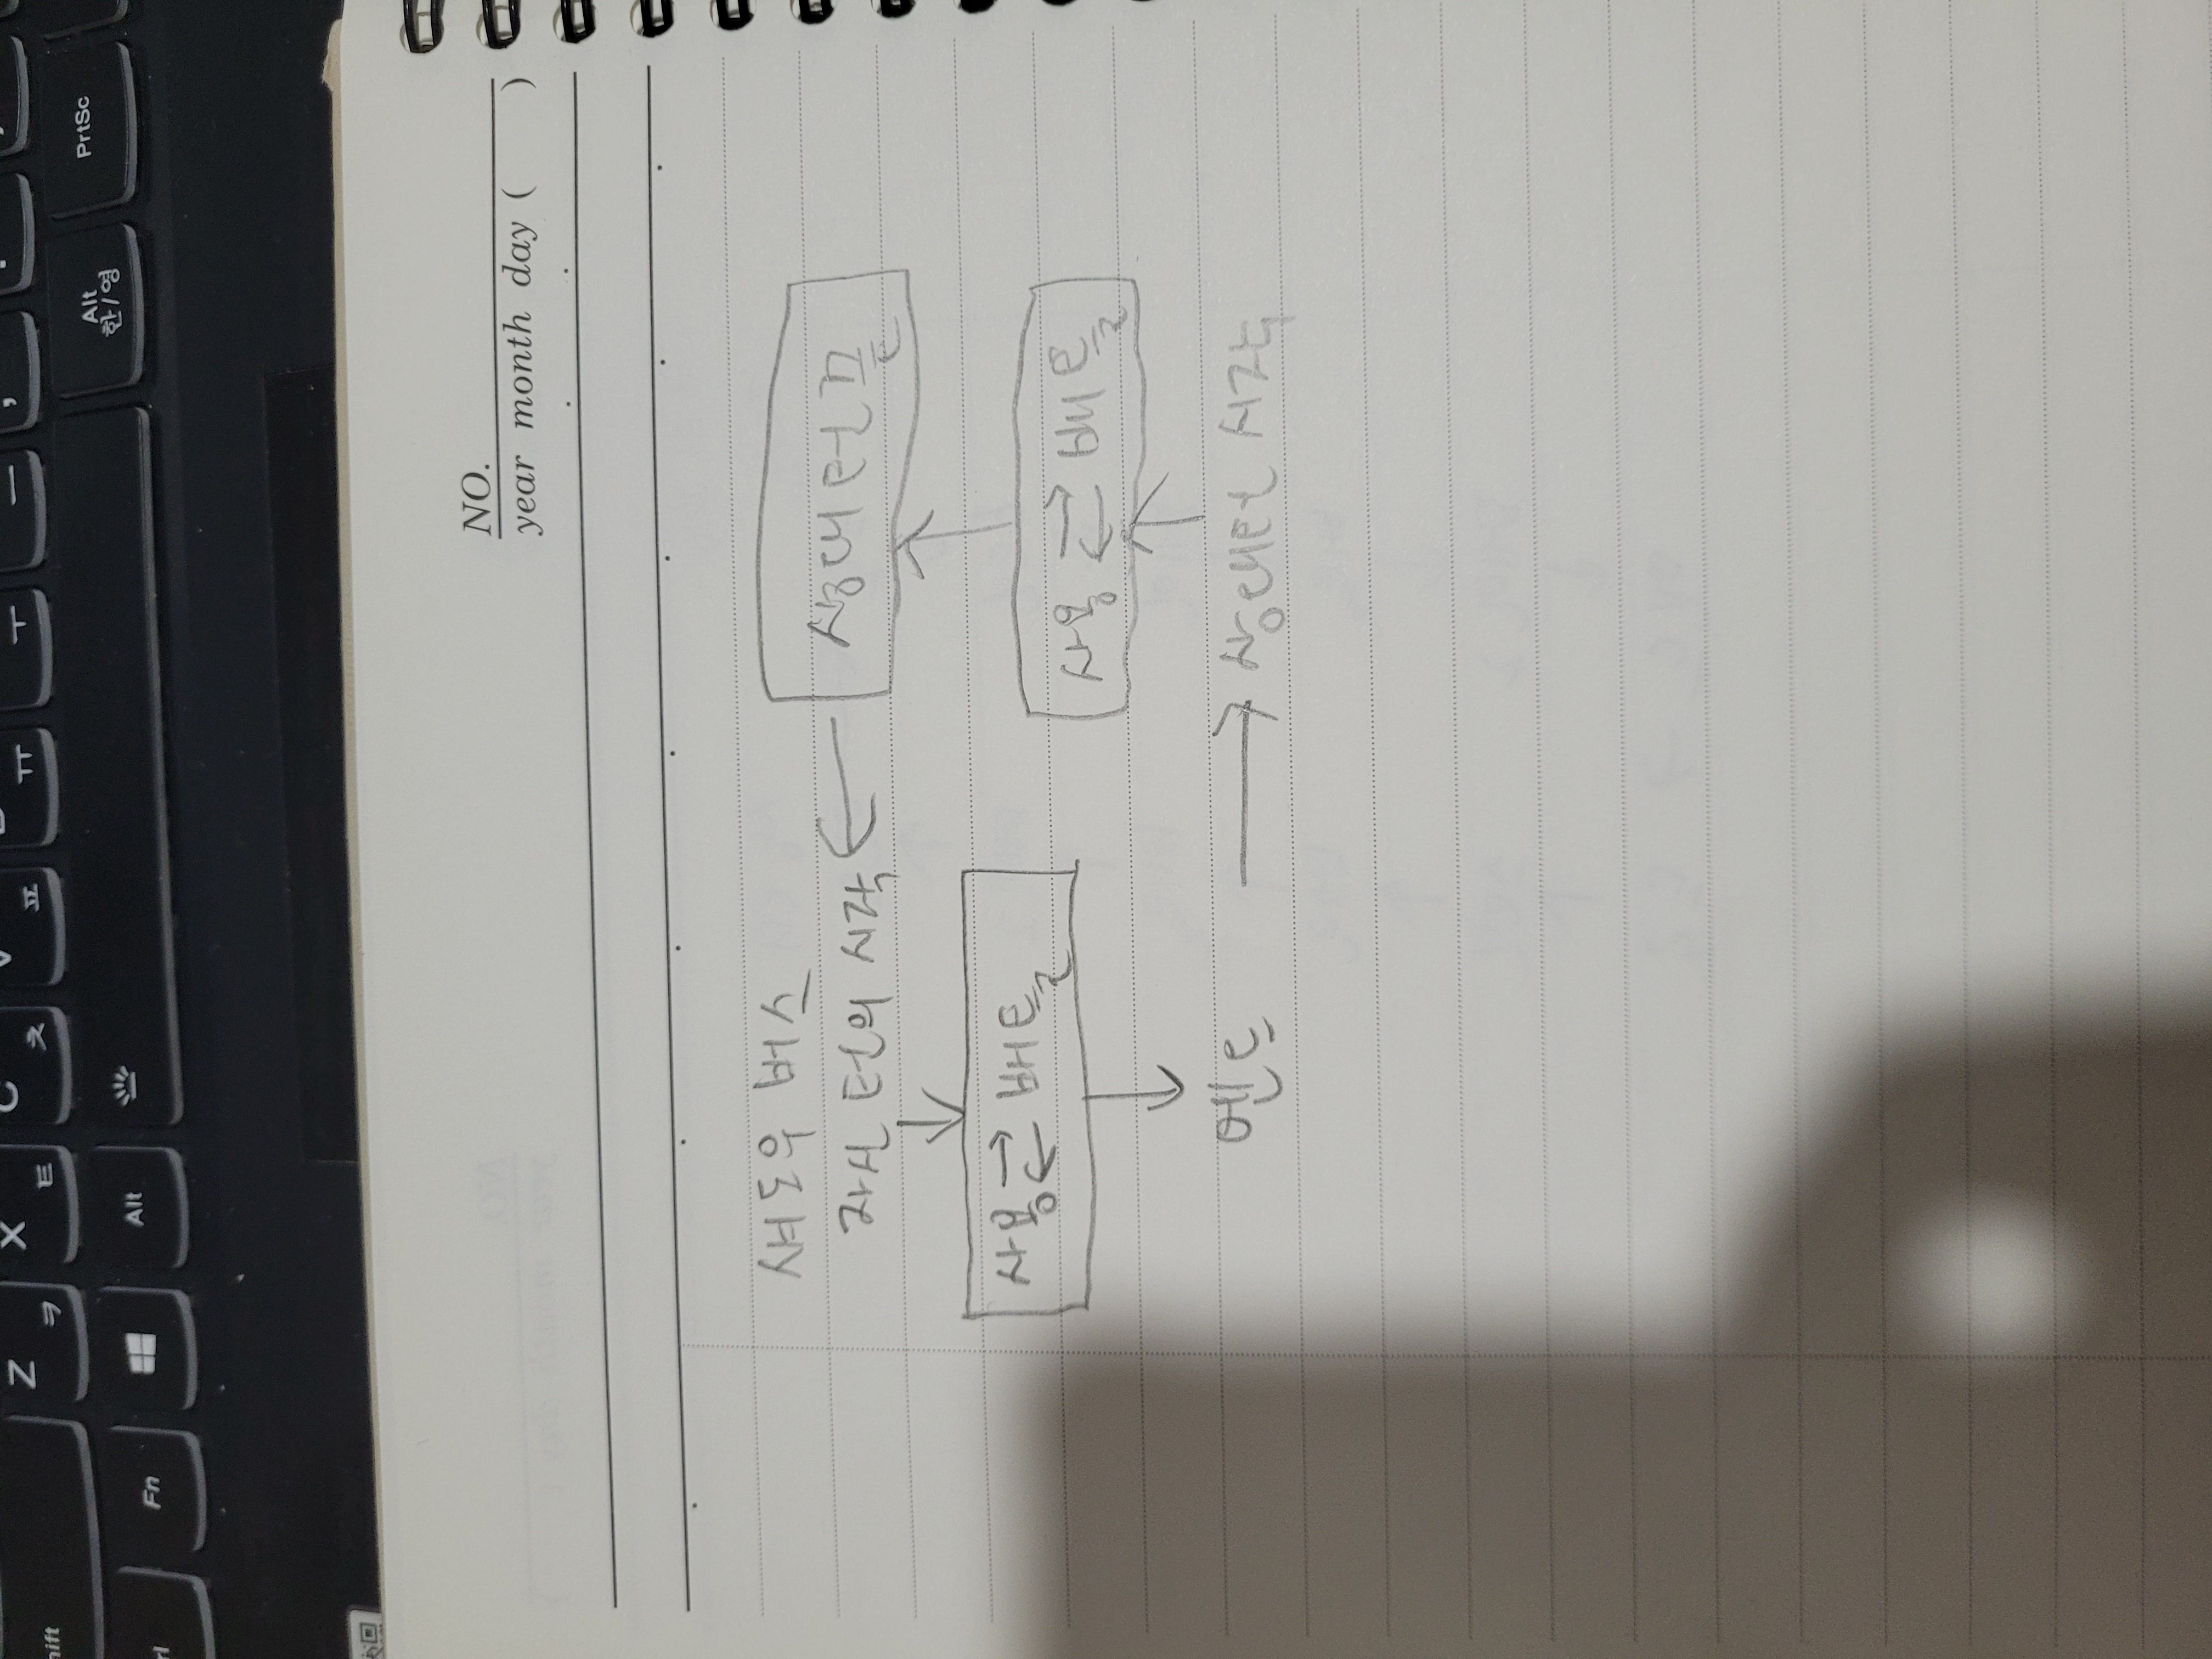 Shift
Z ㅋ
X ㅌ
C ㅊ
V ㅍ
ㅠ
ㅜ
ㅡ
Fn
Alt
Alt
한/영
PrtSc
NO.
year month day ( )
섀도우 버스
자신 턴의 시작 ← 상대턴끝
↓
사용 ⇄ 배틀
↓
엔드 → 상대턴 시작
↑
사용 ⇄ 배틀
↑